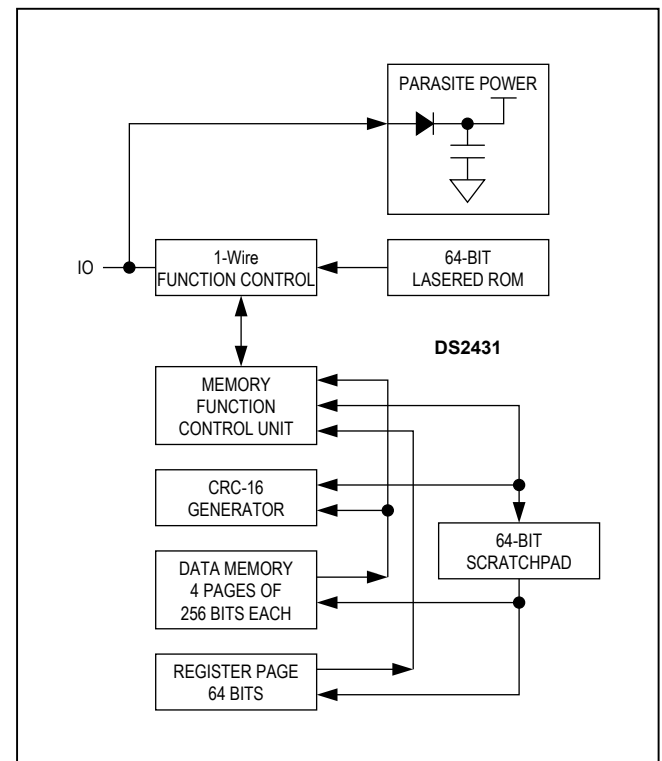 PARASITE POWER
IO
1-Wire
FUNCTION CONTROL
64-BIT
LASERED ROM
DS2431
MEMORY
FUNCTION
CONTROL UNIT
CRC-16
GENERATOR
64-BIT
SCRATCHPAD
DATA MEMORY
4 PAGES OF
256 BITS EACH
REGISTER PAGE
64 BITS